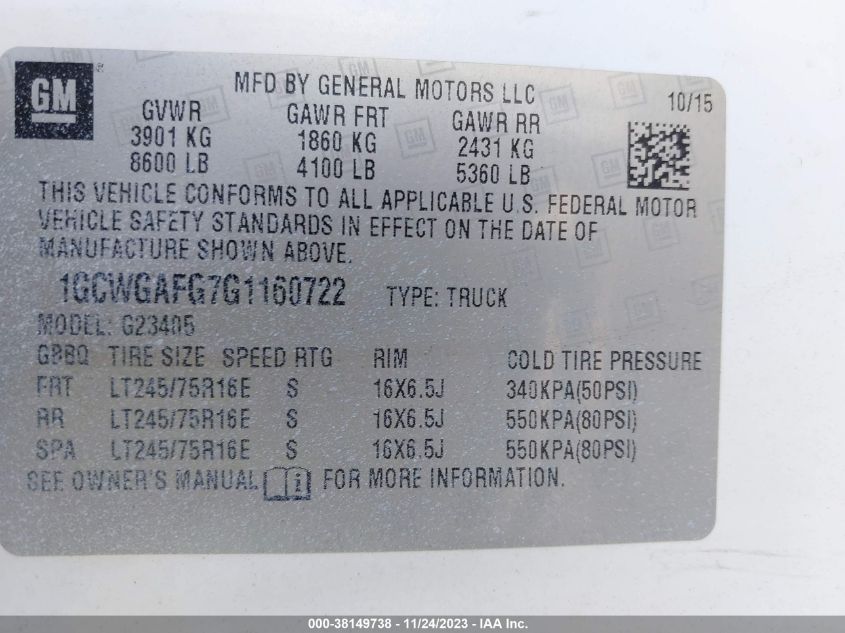 GM
MFD BY GENERAL MOTORS LLC
10/15
GVWR GAWR FRT GAWR RR
3901 KG 1860 KG 2431 KG
8600 LB 4100 LB 5360 LB
THIS VEHICLE CONFORMS TO ALL APPLICABLE U.S. FEDERAL MOTOR
VEHICLE SAFETY STANDARDS IN EFFECT ON THE DATE OF
MANUFACTURE SHOWN ABOVE.
1GCWGAFG7G1160722 TYPE: TRUCK
MODEL: G23405
GBBQ TIRE SIZE SPEED RTG RIM COLD TIRE PRESSURE
FRT LT245/75R16E S 16X6.5J 340KPA(50PSI)
RR LT245/75R16E S 16X6.5J 550KPA(80PSI)
SPA LT245/75R16E S 16X6.5J 550KPA(80PSI)
SEE OWNER'S MANUAL i FOR MORE INFORMATION.
000-38149738 - 11/24/2023 - IAA Inc.